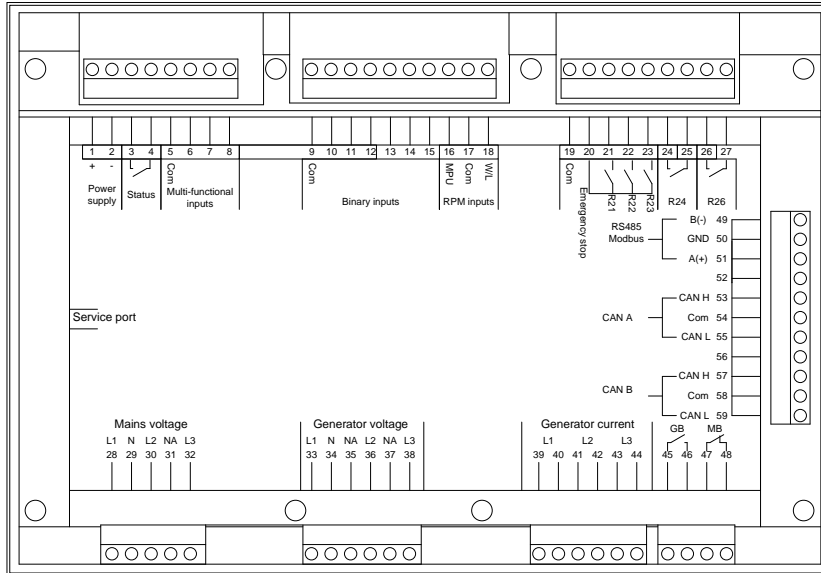 1 2 3 4 5 6 7 8 9 10 11 12 13 14 15 16 17 18 19 20 21 22 23 24 25 26 27
+ - Com Com MPU Com W/L Com
Power supply
Status
Multi-functional inputs
Binary inputs
RPM inputs
Emergency stop
R21 R22 R23
R24
R26
RS485 Modbus
B(-) 49
GND 50
A(+) 51
52
CAN A
CAN H 53
Com 54
CAN L 55
56
CAN B
CAN H 57
Com 58
CAN L 59
Service port
Mains voltage
L1 N L2 NA L3
28 29 30 31 32
Generator voltage
L1 N NA L2 NA L3
33 34 35 36 37 38
Generator current
L1 L2 L3
39 40 41 42 43 44
GB MB
45 46 47 48